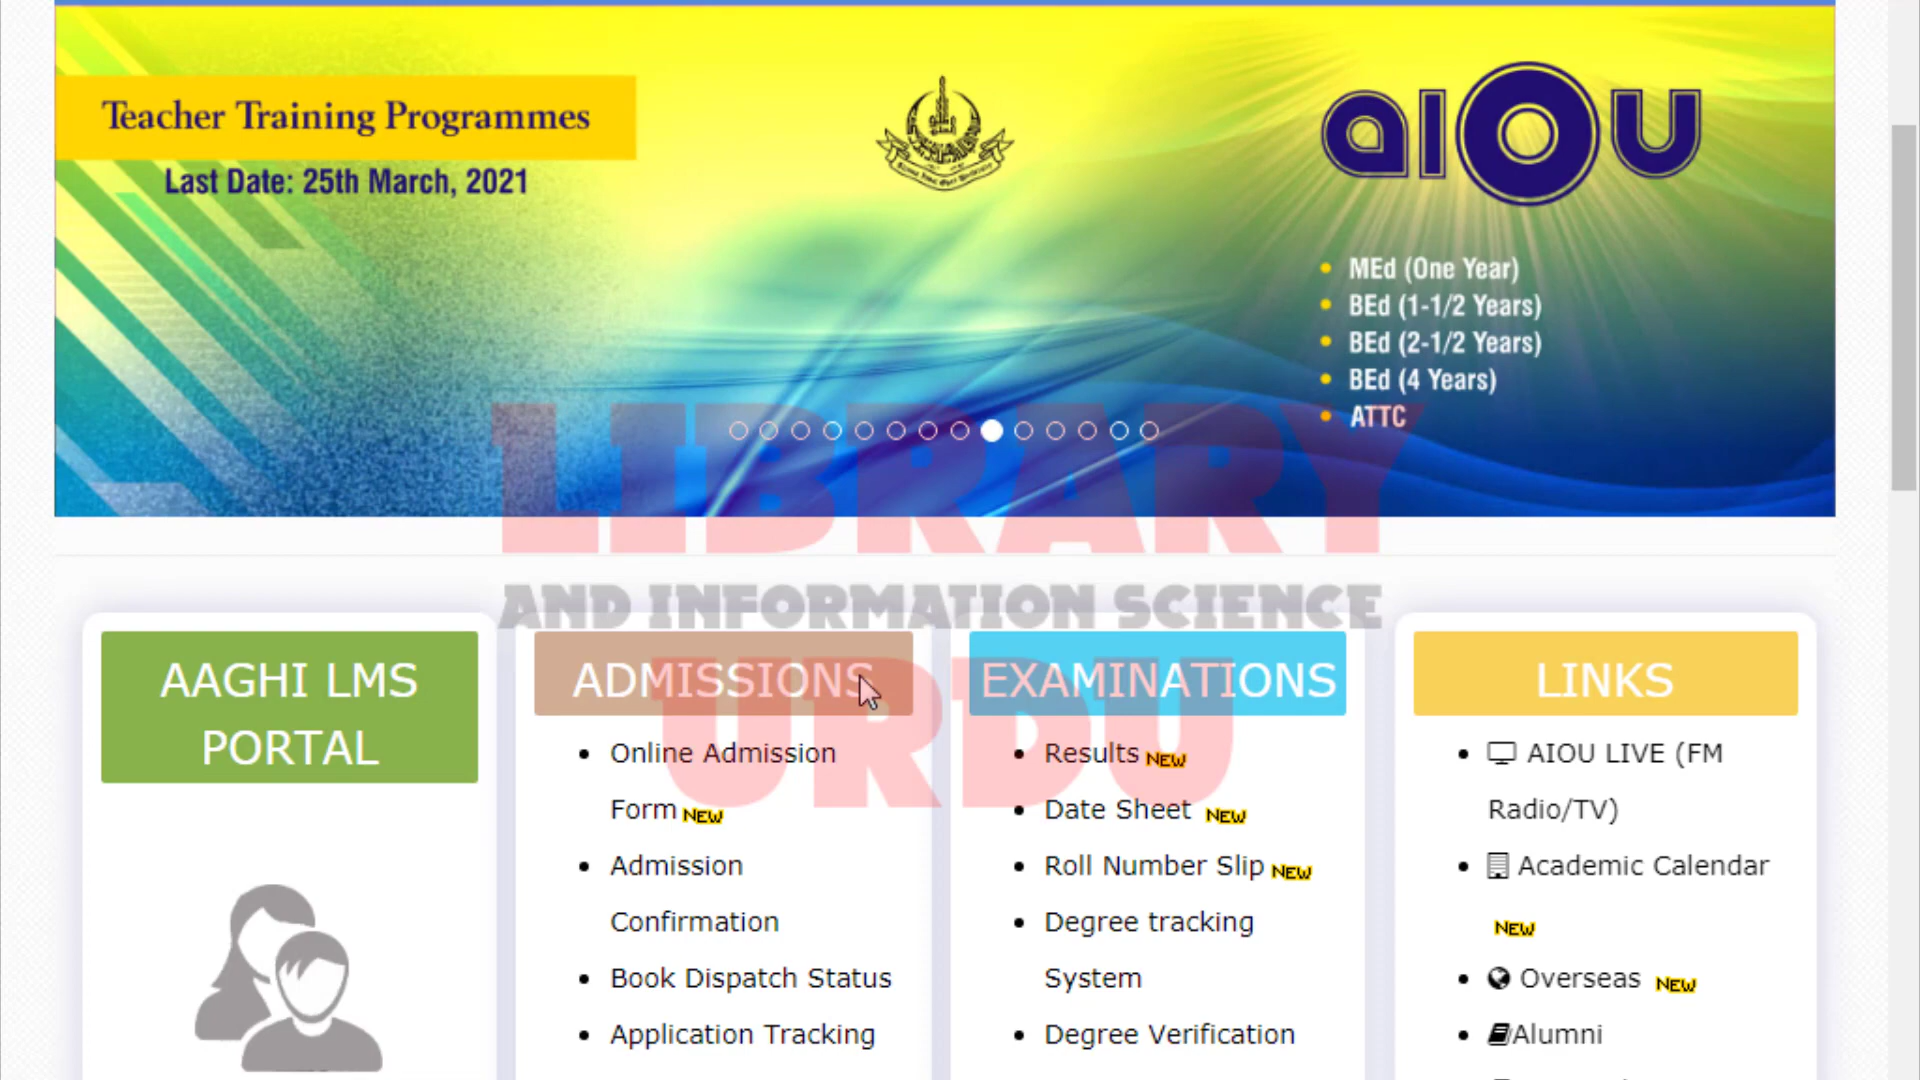 Teacher Training Programmes
Last Date: 25th March, 2021
aIOU
MEd (One Year)
BEd (1-1/2 Years)
BEd (2-1/2 Years)
BEd (4 Years)
ATTC
LIBRARY
AND INFORMATION SCIENCE
URDU
AAGHI LMS
PORTAL
ADMISSIONS
Online Admission
Form NEW
Admission
Confirmation
Book Dispatch Status
Application Tracking
EXAMINATIONS
Results NEW
Date Sheet NEW
Roll Number Slip NEW
Degree tracking
System
Degree Verification
LINKS
AIOU LIVE (FM
Radio/TV)
Academic Calendar
NEW
Overseas NEW
Alumni